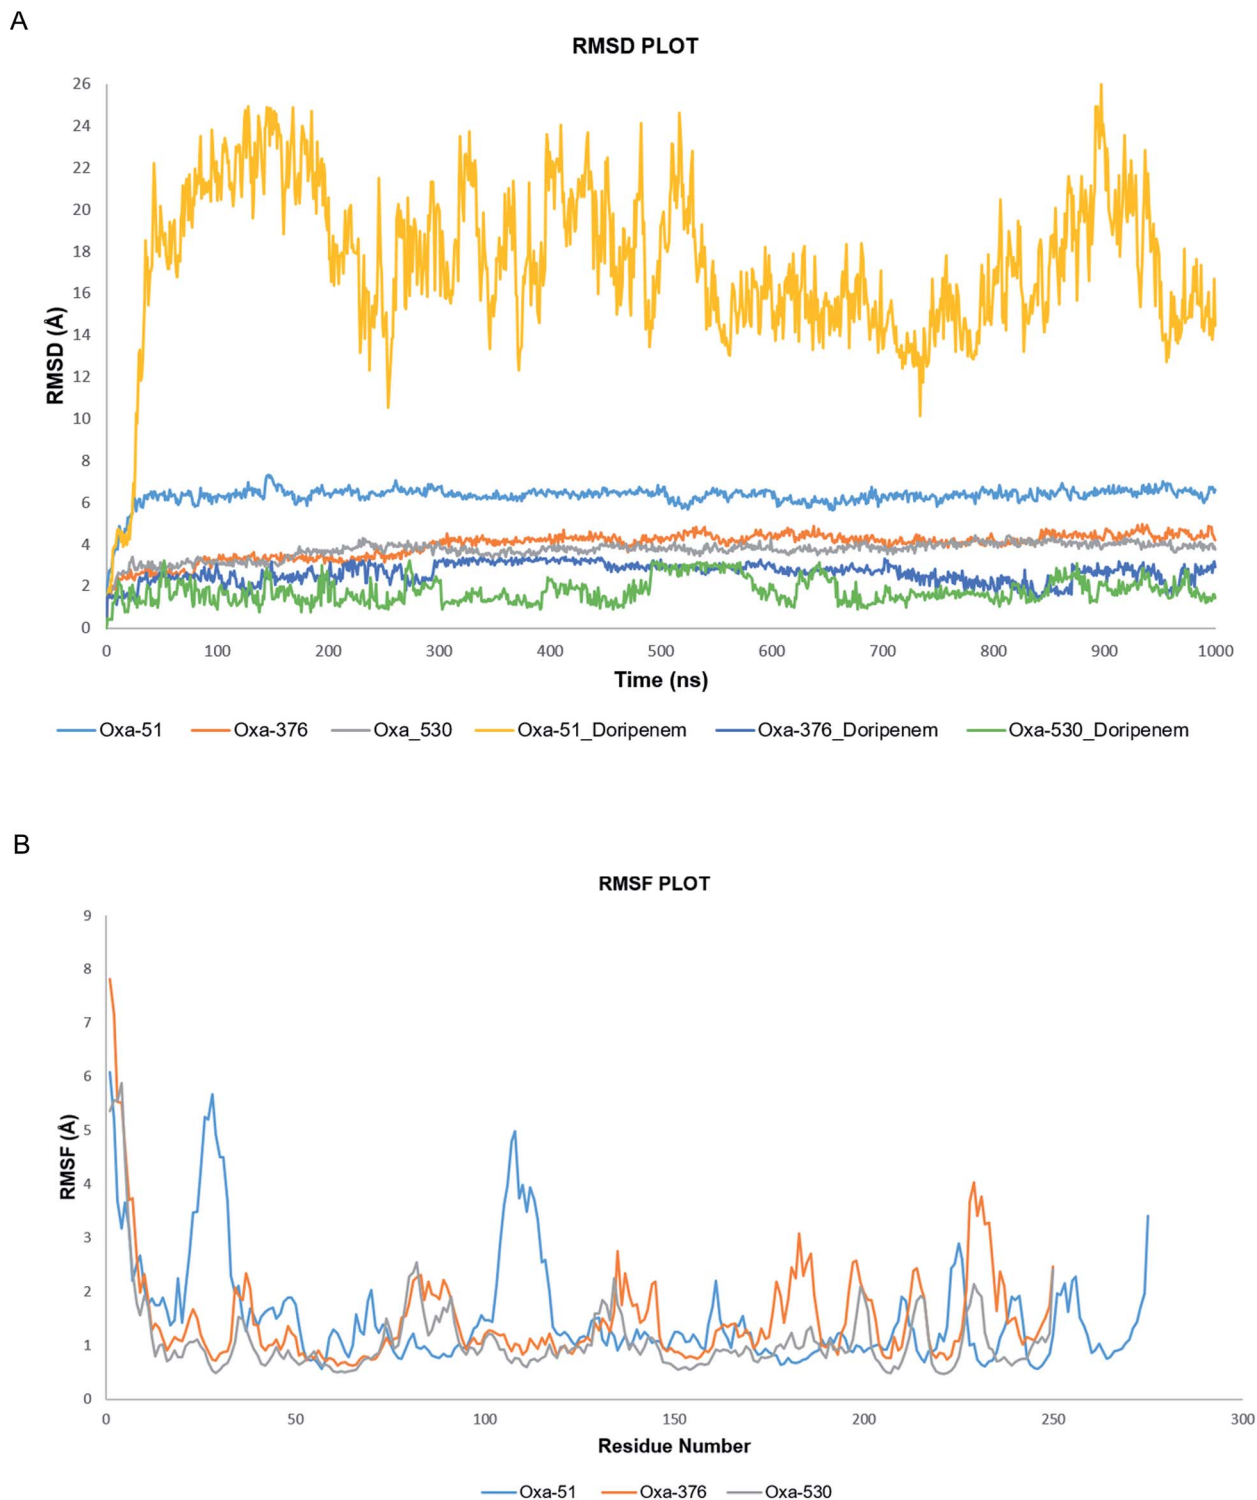 A
RMSD PLOT
26
24
22
20
18
16
14
12
10
8
6
4
2
0
RMSD (Å)
0 100 200 300 400 500 600 700 800 900 1000
Time (ns)
Oxa-51 Oxa-376 Oxa_530 Oxa-51_Doripenem Oxa-376_Doripenem Oxa-530_Doripenem
B
RMSF PLOT
9
8
7
6
5
4
3
2
1
0
RMSF (Å)
0 50 100 150 200 250 300
Residue Number
Oxa-51 Oxa-376 Oxa-530